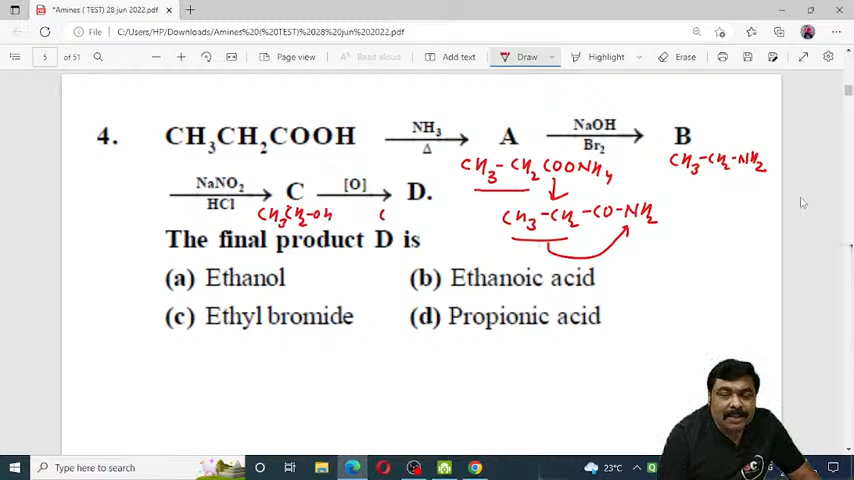 *Amines ( TEST) 28 jun 2022.pdf
File C:/Users/HP/Downloads/Amines%20(%20TEST)%2028%20jun%202022.pdf
5 of 51 Page view Read aloud Add text Draw Highlight Erase
4. CH₃CH₂COOH NH₃ Δ A NaOH Br₂ B
CH₃-CH₂COONH₄ CH₃-CH₂-NH₂
NaNO₂ HCl C [O] D.
CH₃CH₂-OH C CH₃-CH₂-CO-NH₂
The final product D is
(a) Ethanol (b) Ethanoic acid
(c) Ethyl bromide (d) Propionic acid
Type here to search 23°C